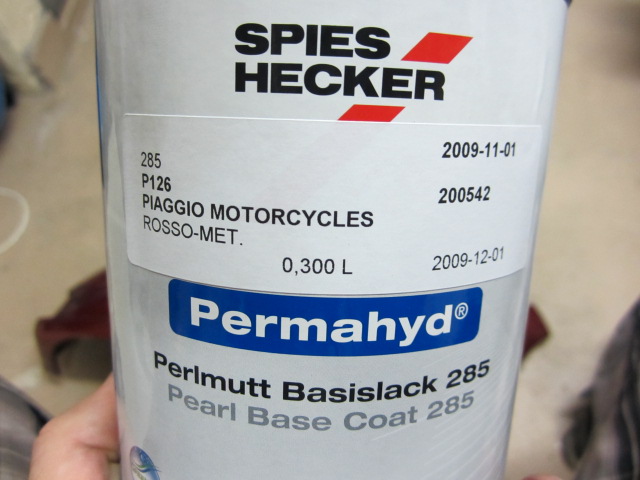 SPIES
HECKER
285
2009-11-01
P126
200542
PIAGGIO MOTORCYCLES
ROSSO-MET.
0,300 L
2009-12-01
Permahyd®
Perlmutt Basislack 285
Pearl Base Coat 285